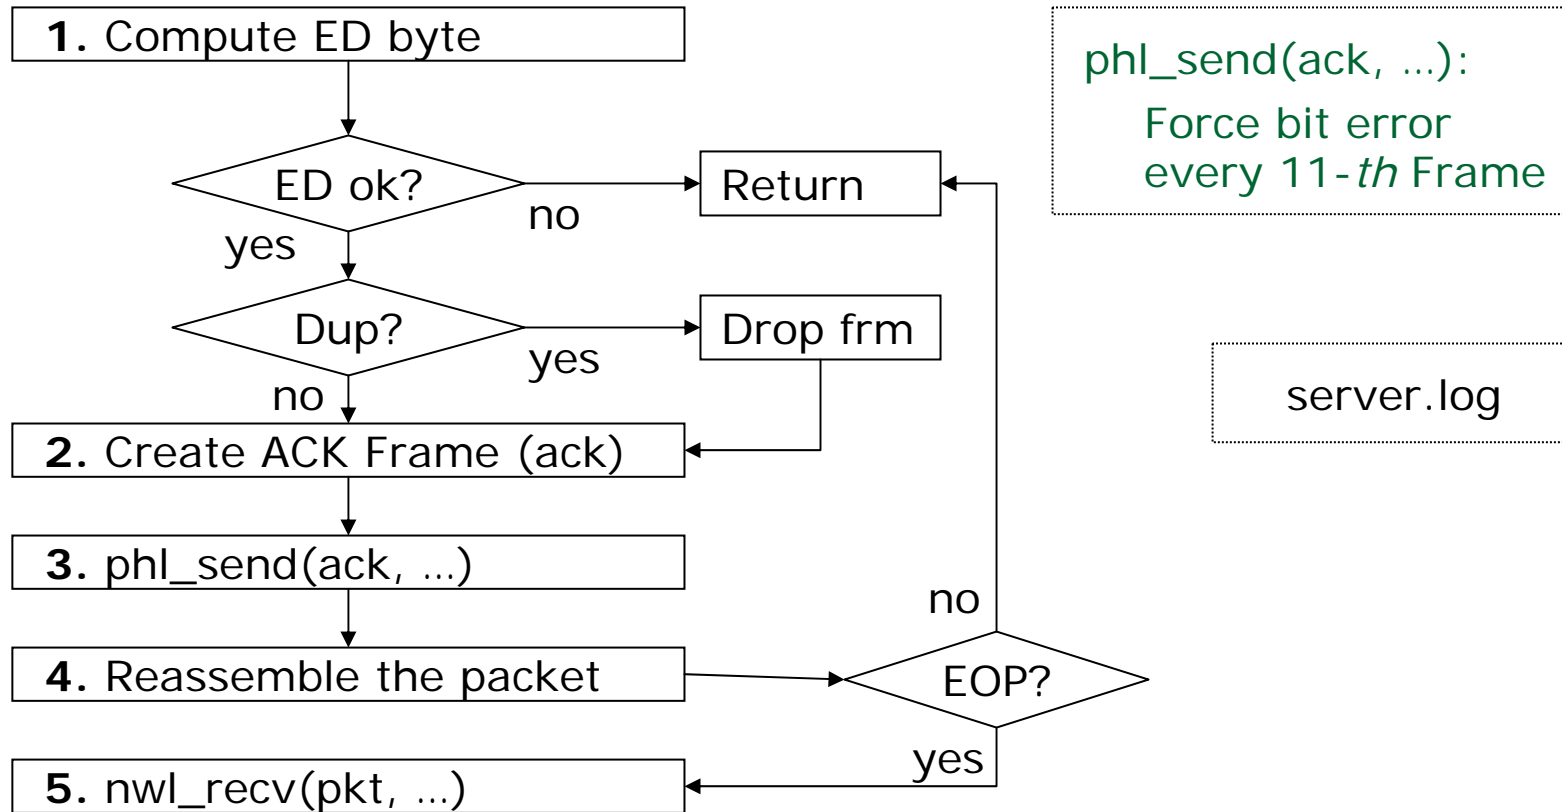 1. Compute ED byte
phl_send(ack, ...):
Force bit error
every 11-th Frame
ED ok?
Return
no
yes
Dup?
Drop frm
yes
no
server.log
2. Create ACK Frame (ack)
3. phl_send(ack, ...)
no
4. Reassemble the packet
EOP?
yes
5. nwl_recv(pkt, ...)